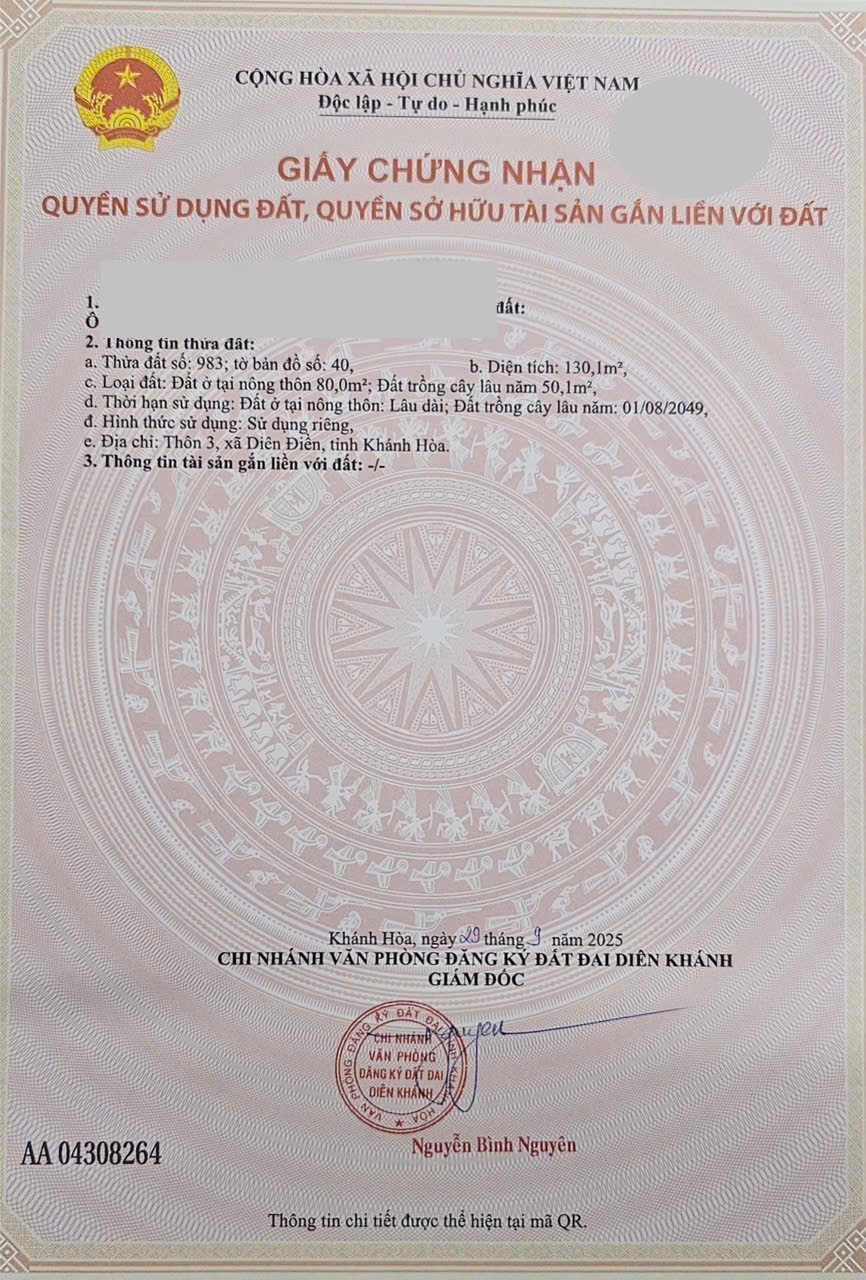 CỘNG HÒA XÃ HỘI CHỦ NGHĨA VIỆT NAM
Độc lập - Tự do - Hạnh phúc
GIẤY CHỨNG NHẬN
QUYỀN SỬ DỤNG ĐẤT, QUYỀN SỞ HỮU TÀI SẢN GẮN LIỀN VỚI ĐẤT
1. đất:
Ô
2. Thông tin thửa đất:
a. Thửa đất số: 983; tờ bản đồ số: 40, b. Diện tích: 130,1m²,
c. Loại đất: Đất ở tại nông thôn 80,0m²; Đất trồng cây lâu năm 50,1m²,
d. Thời hạn sử dụng: Đất ở tại nông thôn: Lâu dài; Đất trồng cây lâu năm: 01/08/2049,
đ. Hình thức sử dụng: Sử dụng riêng,
e. Địa chỉ: Thôn 3, xã Diên Điền, tỉnh Khánh Hòa.
3. Thông tin tài sản gắn liền với đất: -/-
Khánh Hòa, ngày 29 tháng 9 năm 2025
CHI NHÁNH VĂN PHÒNG ĐĂNG KÝ ĐẤT ĐAI DIÊN KHÁNH
GIÁM ĐỐC
VĂN PHÒNG ĐĂNG KÝ ĐẤT ĐAI KHÁNH HÒA
CHI NHÁNH
VĂN PHÒNG
ĐĂNG KÝ ĐẤT ĐAI
DIÊN KHÁNH
Nguyễn Bình Nguyên
AA 04308264
Thông tin chi tiết được thể hiện tại mã QR.